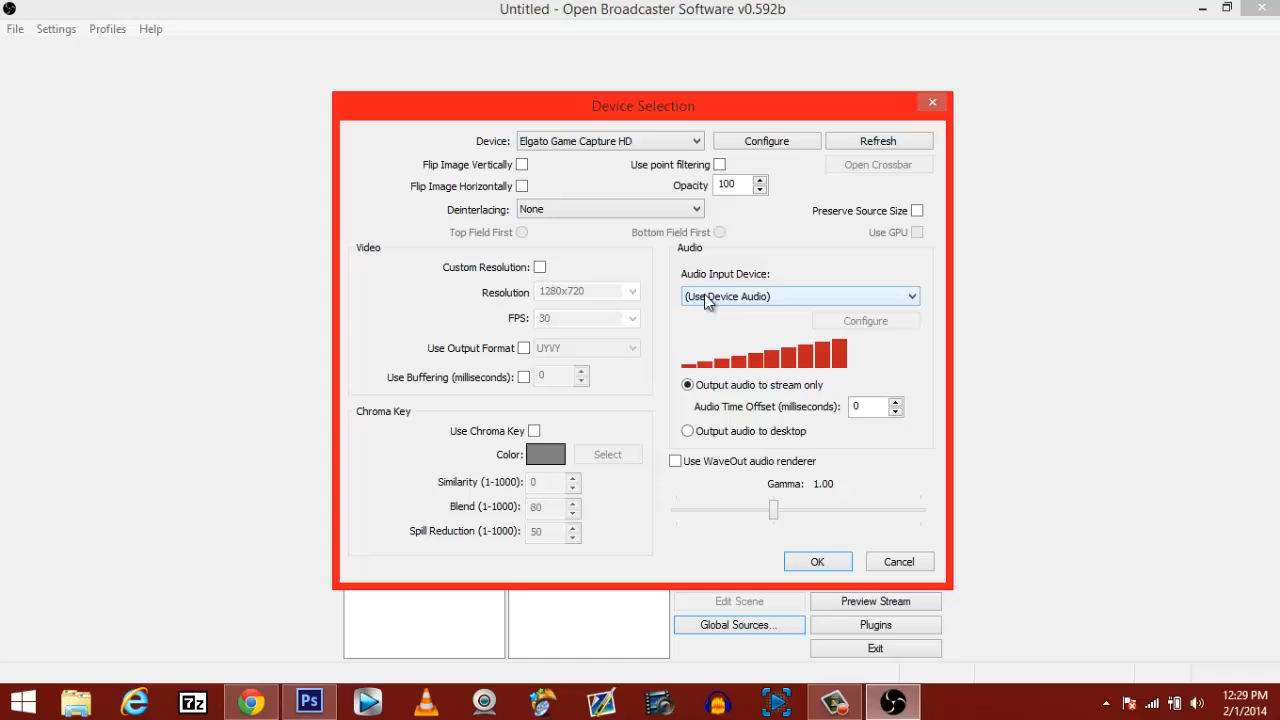 Untitled - Open Broadcaster Software v0.592b
File Settings Profiles Help
Device Selection
Device: Elgato Game Capture HD Configure Refresh
Flip Image Vertically Use point filtering Open Crossbar
Flip Image Horizontally Opacity 100
Deinterlacing: None Preserve Source Size
Top Field First Bottom Field First Use GPU
Video Audio
Custom Resolution: Audio Input Device:
Resolution 1280x720 (Use Device Audio)
FPS: 30 Configure
Use Output Format UYVY
Use Buffering (milliseconds): 0 Output audio to stream only
Chroma Key Audio Time Offset (milliseconds): 0
Use Chroma Key Output audio to desktop
Color: Select Use WaveOut audio renderer
Similarity (1-1000): 0 Gamma: 1.00
Blend (1-1000): 80
Spill Reduction (1-1000): 50
OK Cancel
Edit Scene Preview Stream
Global Sources... Plugins
Exit
7z Ps 12:29 PM
2/1/2014